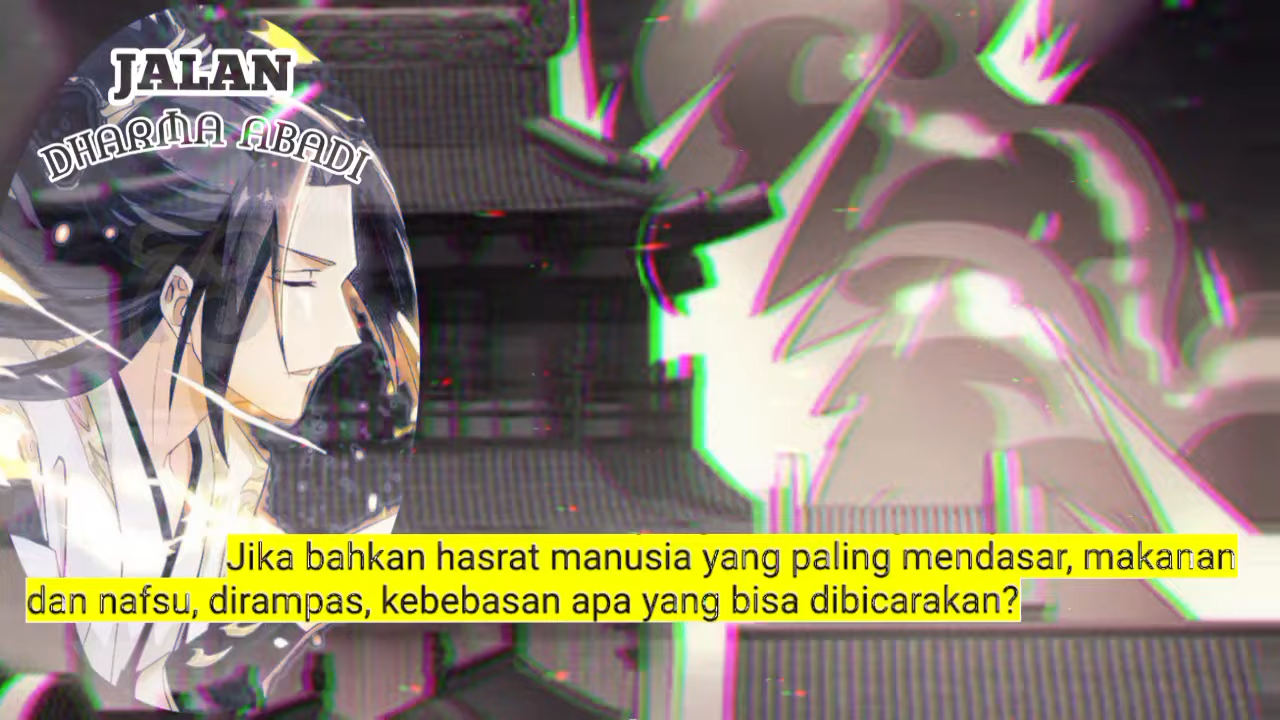 JALAN
DHARMA ABADI
Jika bahkan hasrat manusia yang paling mendasar, makanan
dan nafsu, dirampas, kebebasan apa yang bisa dibicarakan?